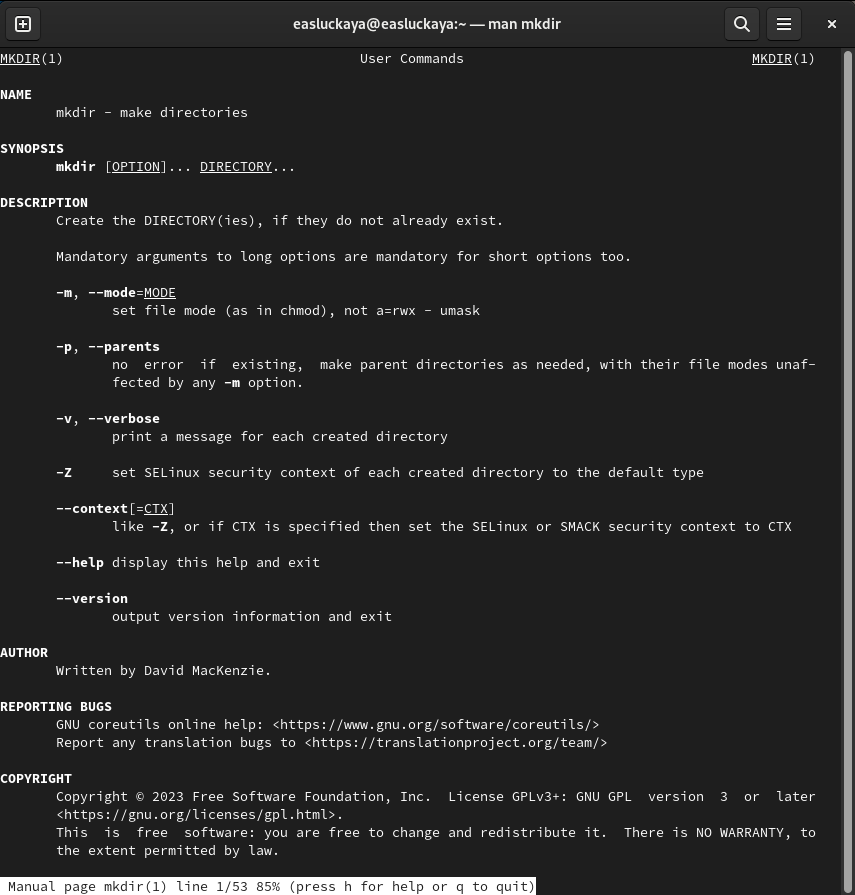 easluckaya@easluckaya:~ — man mkdir
MKDIR(1) User Commands MKDIR(1)
NAME
mkdir - make directories
SYNOPSIS
mkdir [OPTION]... DIRECTORY...
DESCRIPTION
Create the DIRECTORY(ies), if they do not already exist.
Mandatory arguments to long options are mandatory for short options too.
-m, --mode=MODE
set file mode (as in chmod), not a=rwx - umask
-p, --parents
no error if existing, make parent directories as needed, with their file modes unaf-
fected by any -m option.
-v, --verbose
print a message for each created directory
-Z set SELinux security context of each created directory to the default type
--context[=CTX]
like -Z, or if CTX is specified then set the SELinux or SMACK security context to CTX
--help display this help and exit
--version
output version information and exit
AUTHOR
Written by David MacKenzie.
REPORTING BUGS
GNU coreutils online help: <https://www.gnu.org/software/coreutils/>
Report any translation bugs to <https://translationproject.org/team/>
COPYRIGHT
Copyright © 2023 Free Software Foundation, Inc. License GPLv3+: GNU GPL version 3 or later
<https://gnu.org/licenses/gpl.html>.
This is free software: you are free to change and redistribute it. There is NO WARRANTY, to
the extent permitted by law.
Manual page mkdir(1) line 1/53 85% (press h for help or q to quit)